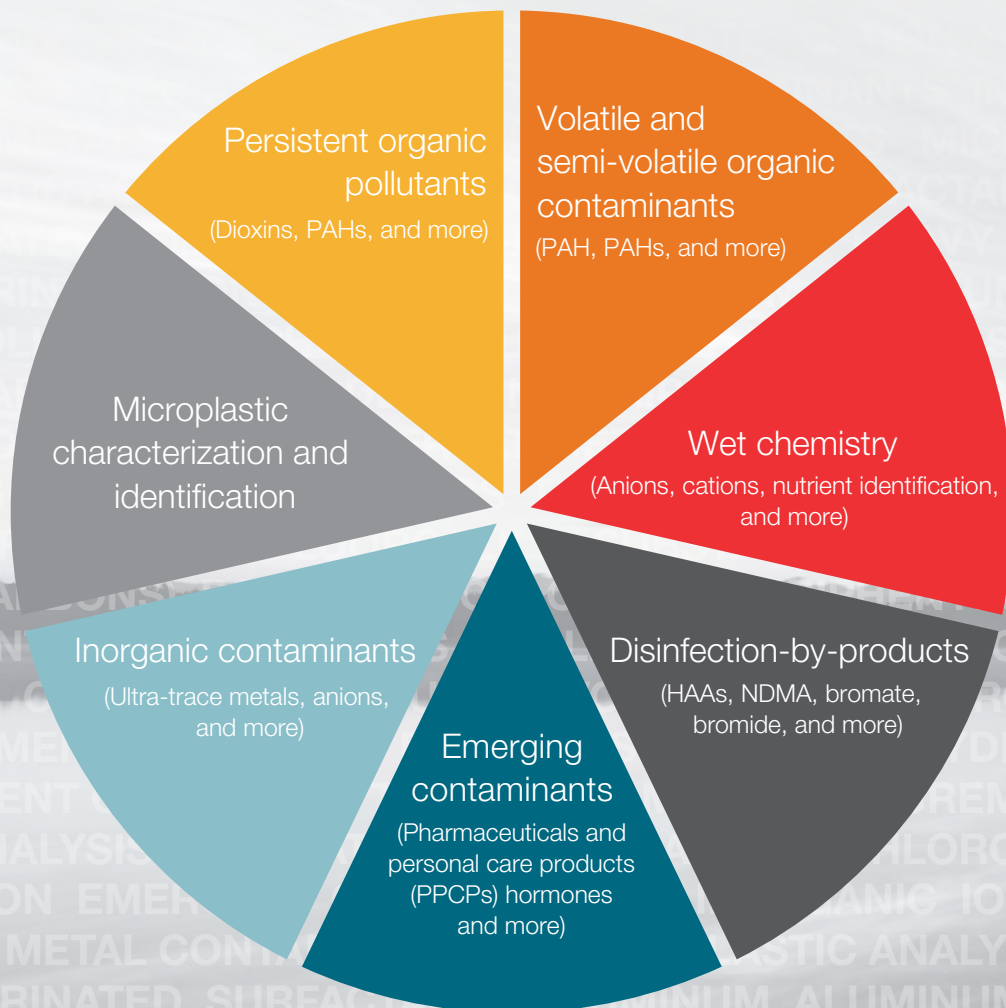 Persistent organic
pollutants
(Dioxins, PAHs, and more)
Volatile and
semi-volatile organic
contaminants
(PAH, PAHs, and more)
Wet chemistry
(Anions, cations, nutrient identification,
and more)
Disinfection-by-products
(HAAs, NDMA, bromate,
bromide, and more)
Emerging
contaminants
(Pharmaceuticals and
personal care products
(PPCPs) hormones
and more)
Inorganic contaminants
(Ultra-trace metals, anions,
and more)
Microplastic
characterization and
identification